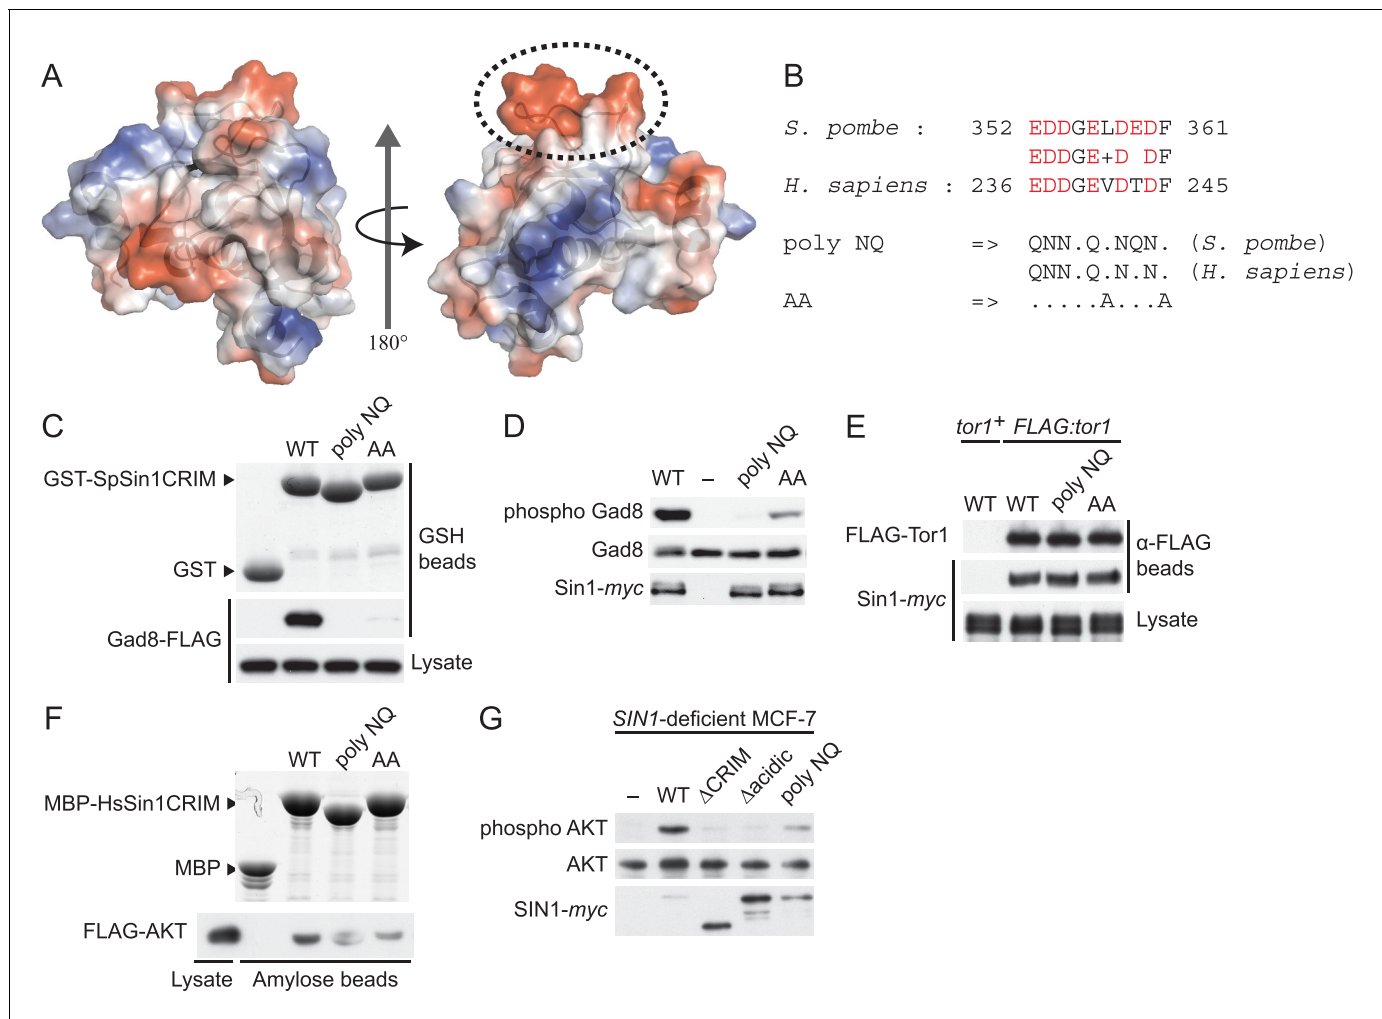 A
180°
B
S. pombe : 352 EDDGELDEDF 361
EDDGE+D DF
H. sapiens : 236 EDDGEVDTDF 245
poly NQ => QNN.Q.NQN. (S. pombe)
QNN.Q.N.N. (H. sapiens)
AA => .....A...A
C
WT poly NQ AA
GST-SpSin1CRIM
GST
GSH
beads
Gad8-FLAG
Lysate
D
WT – poly NQ AA
phospho Gad8
Gad8
Sin1-myc
E
tor1+ FLAG:tor1
WT WT poly NQ AA
FLAG-Tor1
α-FLAG
beads
Sin1-myc
Lysate
F
WT poly NQ AA
MBP-HsSin1CRIM
MBP
FLAG-AKT
Lysate Amylose beads
G
SIN1-deficient MCF-7
– WT ΔCRIM Δacidic poly NQ
phospho AKT
AKT
SIN1-myc